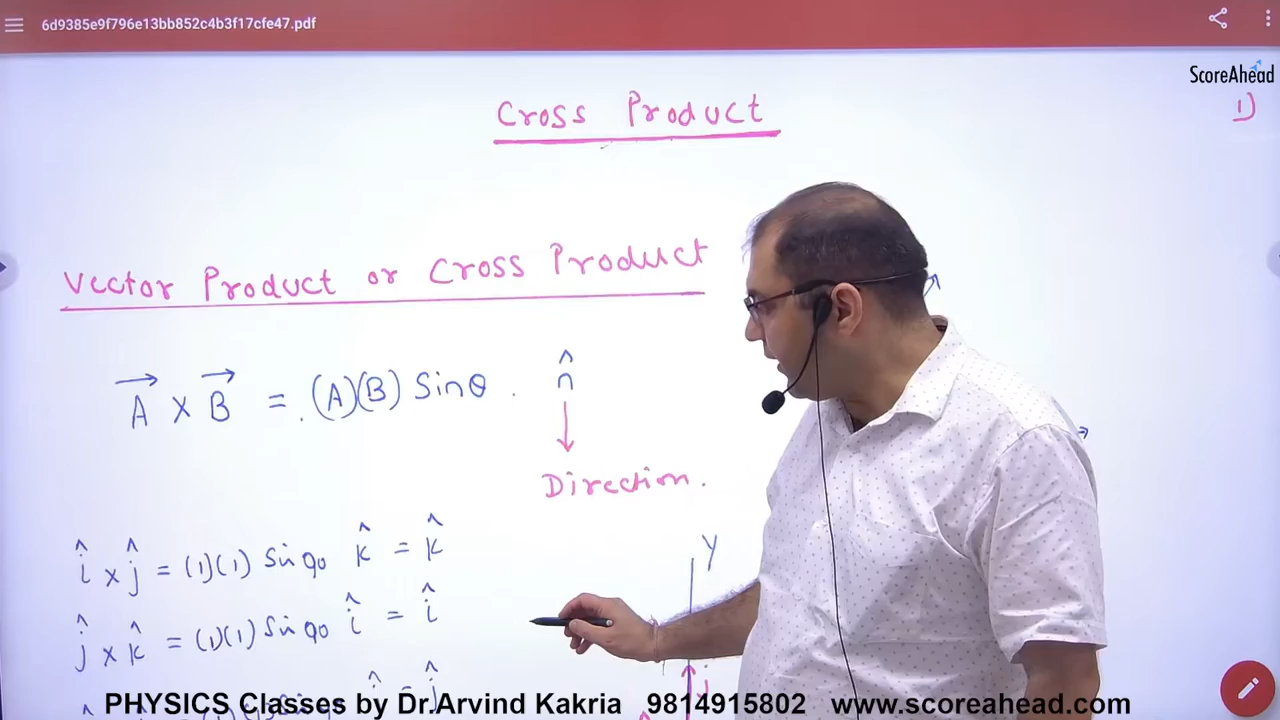 6d9385e9f796e13bb852c4b3f17cfe47.pdf
ScoreAhead
Cross Product
1)
Vector Product or Cross Product
A × B = (A)(B) Sinθ . n̂
Direction.
î × ĵ = (1)(1) Sin 90 k̂ = k̂
ĵ × k̂ = (1)(1) Sin 90 î = î
Y
j
PHYSICS Classes by Dr.Arvind Kakria 9814915802 www.scoreahead.com